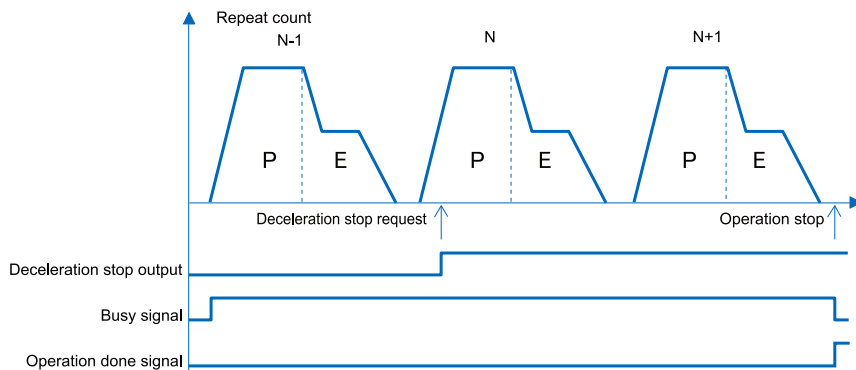 Repeat count
N-1
N
N+1
P
E
P
E
P
E
Deceleration stop request
Operation stop
Deceleration stop output
Busy signal
Operation done signal